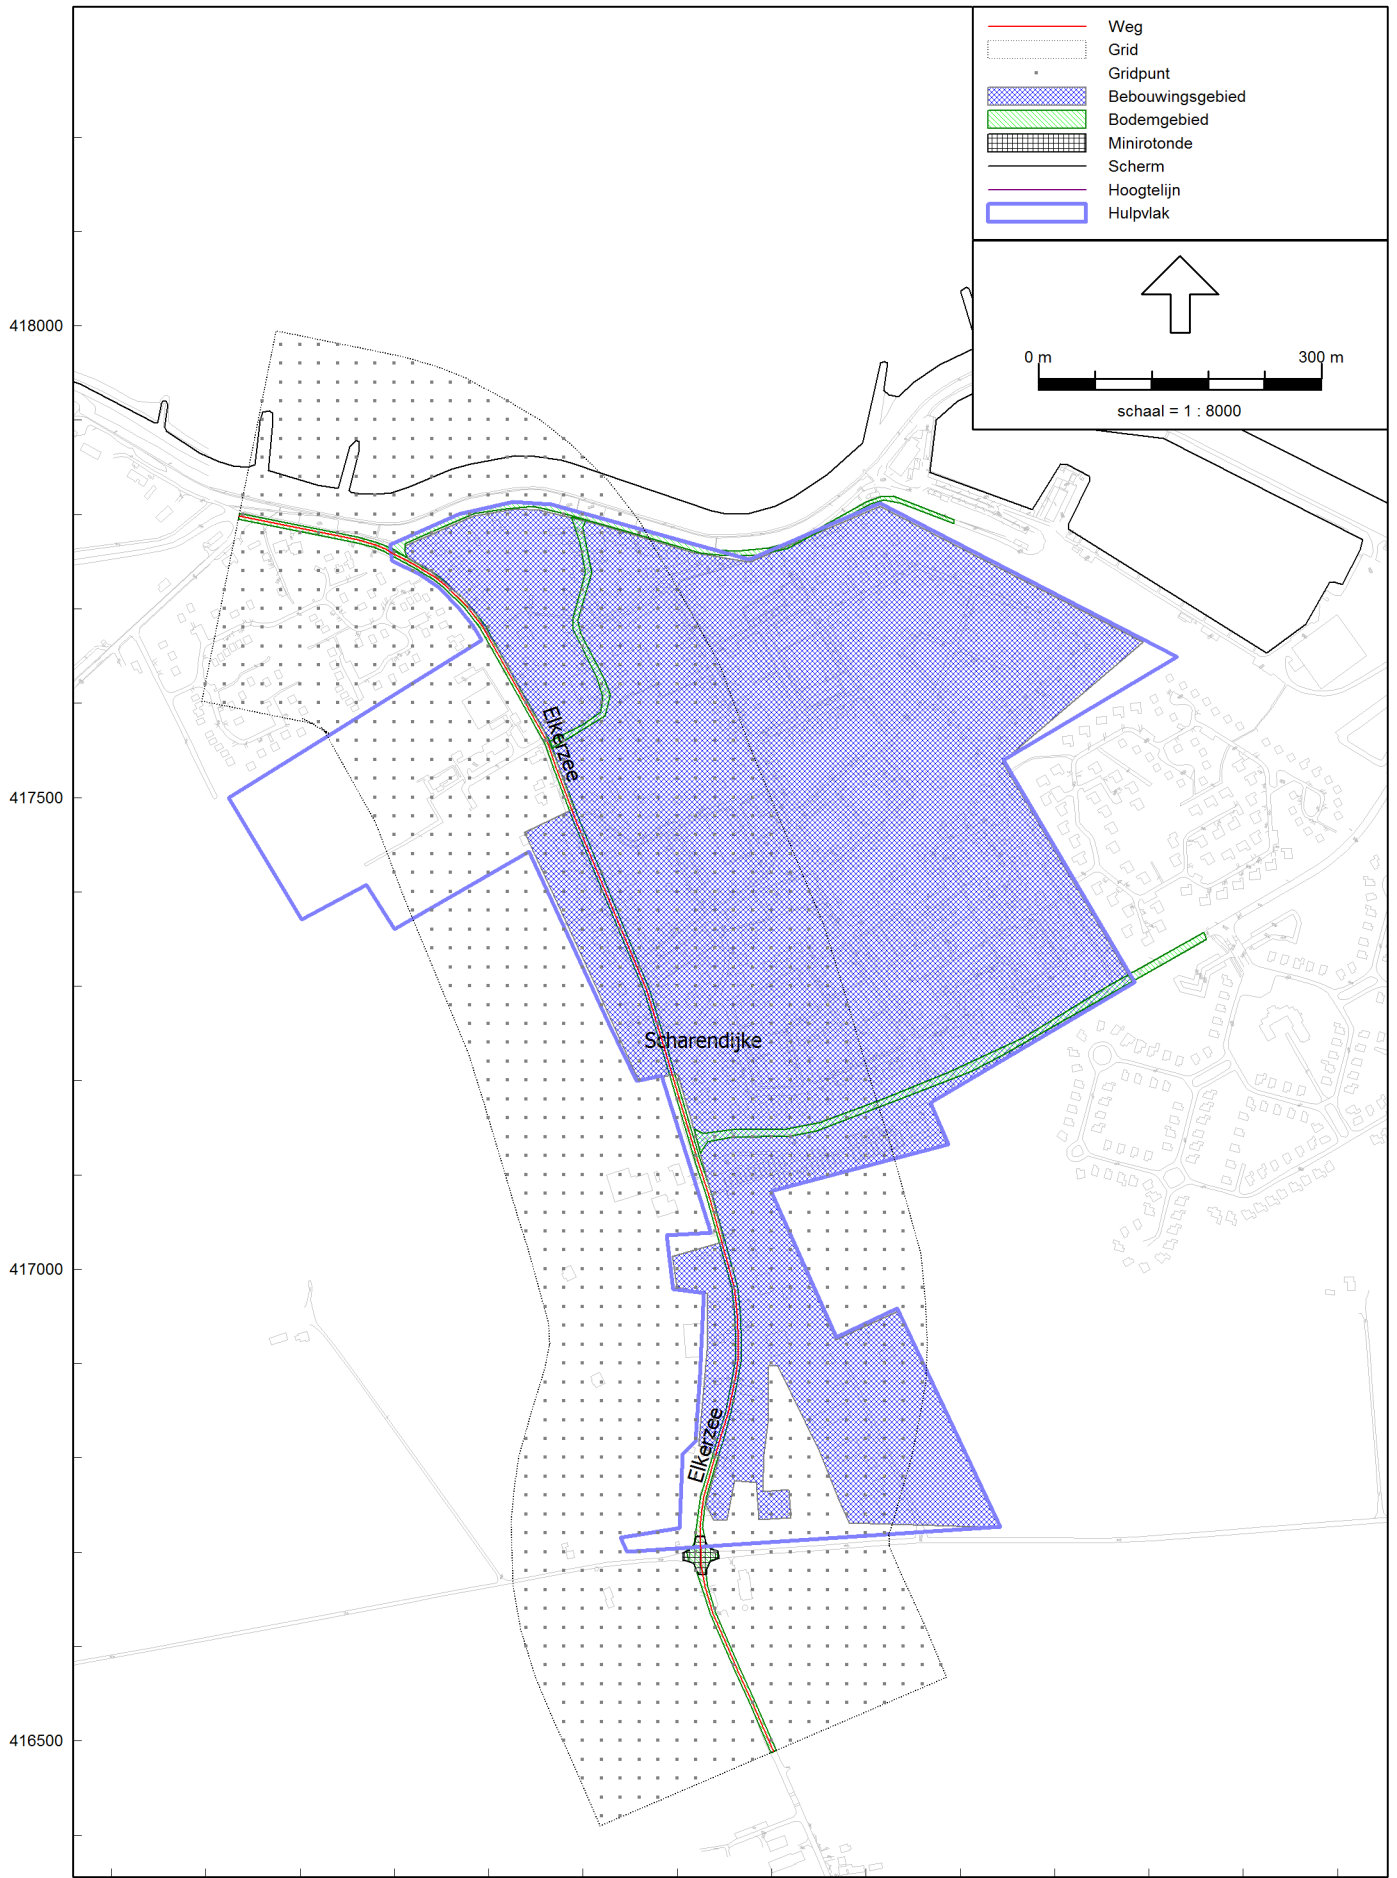 Weg
Grid
Gridpunt
Bebouwingsgebied
Bodemgebied
Minirotonde
Scherm
Hoogtelijn
Hulpvlak
0 m 300 m
schaal = 1 : 8000
418000
Elkerzee
417500
Scharendijke
417000
Elkerzee
416500